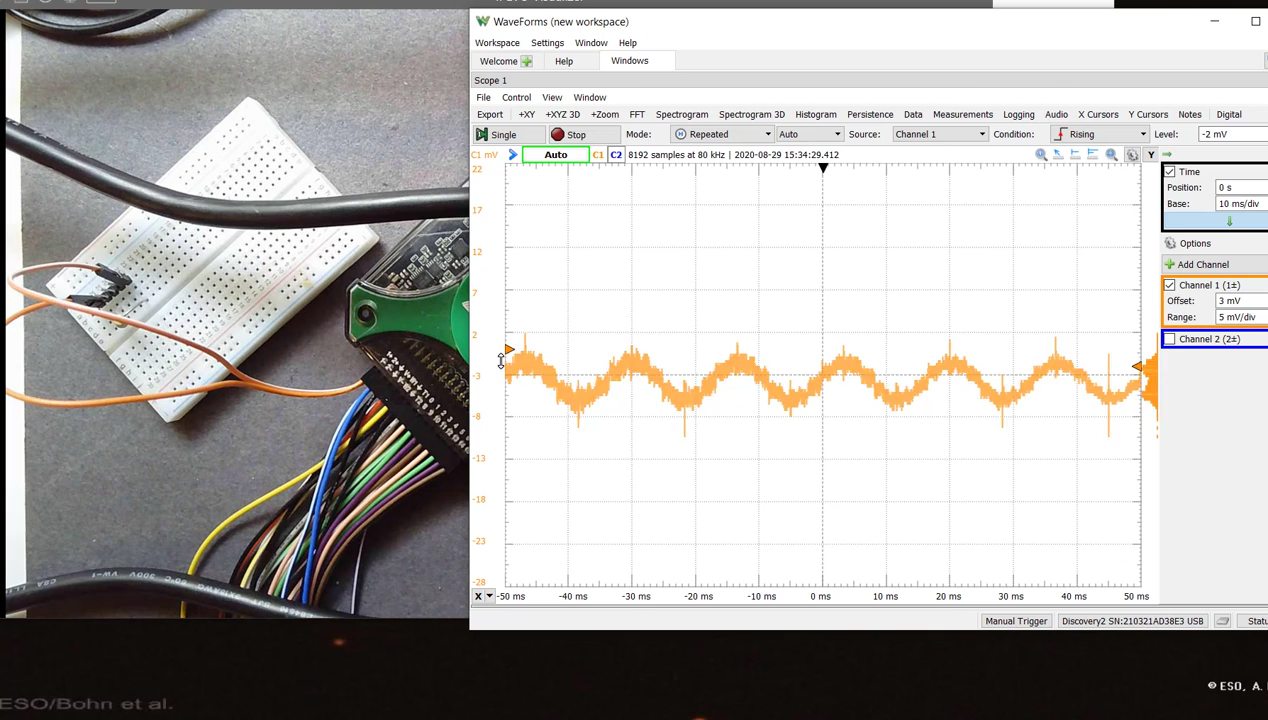 WaveForms (new workspace)
Workspace Settings Window Help
Welcome Help Windows
Scope 1
File Control View Window
Export +XY +XYZ 3D +Zoom FFT Spectrogram Spectrogram 3D Histogram Persistence Data Measurements Logging Audio X Cursors Y Cursors Notes Digital
Single Stop Mode: Repeated Auto Source: Channel 1 Condition: Rising Level: -2 mV
C1 mV Auto C1 C2 8192 samples at 80 kHz | 2020-08-29 15:34:29.412 Y
22
17
12
7
2
-3
-8
-13
-18
-23
-28
X -50 ms -40 ms -30 ms -20 ms -10 ms 0 ms 10 ms 20 ms 30 ms 40 ms 50 ms
Time
Position: 0 s
Base: 10 ms/div
Options
Add Channel
Channel 1 (1±)
Offset: 3 mV
Range: 5 mV/div
Channel 2 (2±)
Manual Trigger Discovery2 SN:210321AD38E3 USB Statu
ESO/Bohn et al.
© ESO, A.